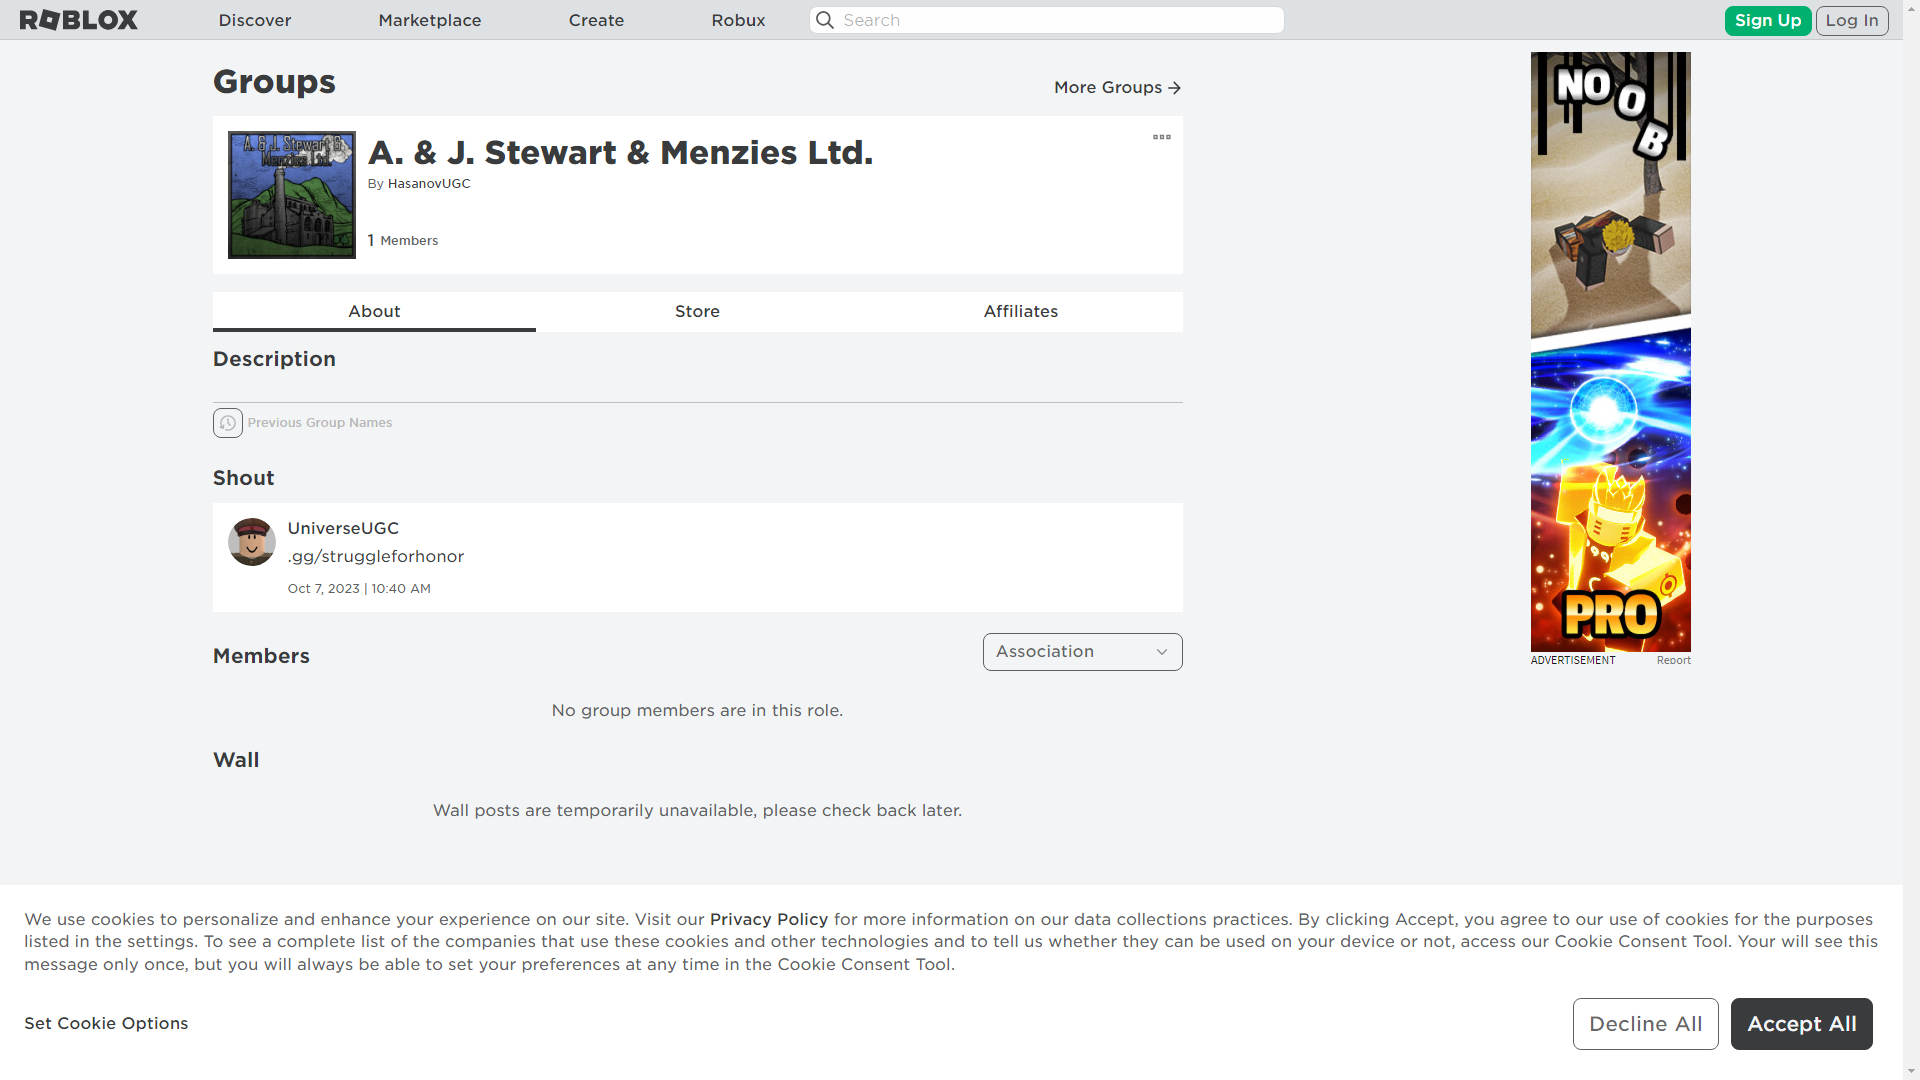 ROBLOX
Discover
Marketplace
Create
Robux
Search
Sign Up
Log In
Groups
More Groups
A. & J. Stewart &
Menzies Ltd.
A. & J. Stewart & Menzies Ltd.
By HasanovUGC
1 Members
About
Store
Affiliates
Description
Previous Group Names
Shout
UniverseUGC
.gg/struggleforhonor
Oct 7, 2023 | 10:40 AM
Members
Association
No group members are in this role.
Wall
Wall posts are temporarily unavailable, please check back later.
NOOB
PRO
ADVERTISEMENT
Report
We use cookies to personalize and enhance your experience on our site. Visit our Privacy Policy for more information on our data collections practices. By clicking Accept, you agree to our use of cookies for the purposes
listed in the settings. To see a complete list of the companies that use these cookies and other technologies and to tell us whether they can be used on your device or not, access our Cookie Consent Tool. Your will see this
message only once, but you will always be able to set your preferences at any time in the Cookie Consent Tool.
Set Cookie Options
Decline All
Accept All